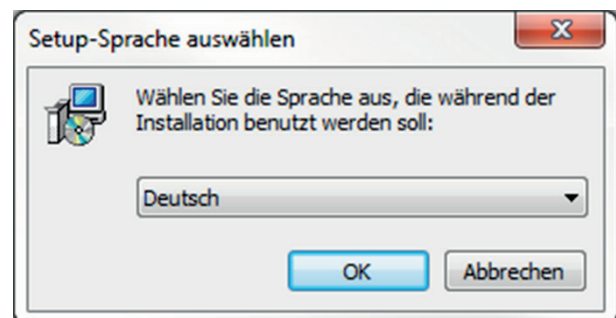 Setup-Sprache auswählen
Wählen Sie die Sprache aus, die während der
Installation benutzt werden soll:
Deutsch
OK
Abbrechen